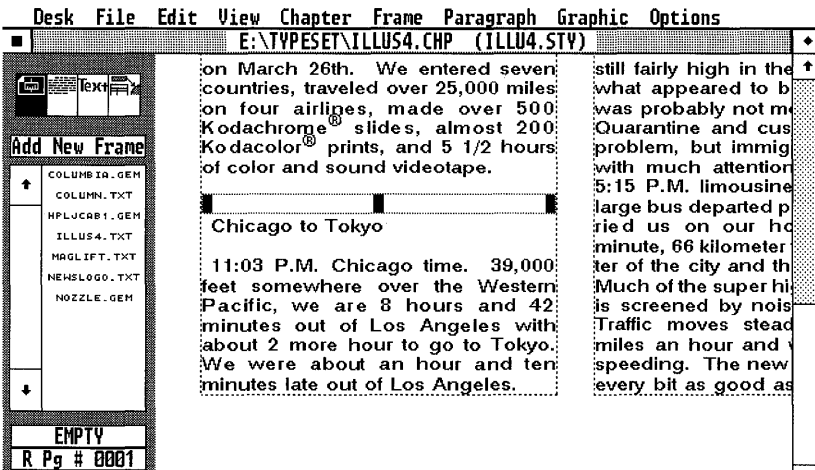 Desk File Edit View Chapter Frame Paragraph Graphic Options
E:\TYPESET\ILLUS4.CHP (ILLU4.STY)
Text
Add New Frame
COLUMBIA.GEM
COLUMN.TXT
HPLJCAB1.GEM
ILLUS4.TXT
MAGLIFT.TXT
NEWSLOGO.TXT
NOZZLE.GEM
EMPTY
R Pg # 0001
on March 26th. We entered seven
countries, traveled over 25,000 miles
on four airlines, made over 500
Kodachrome® slides, almost 200
Kodacolor® prints, and 5 1/2 hours
of color and sound videotape.
Chicago to Tokyo
11:03 P.M. Chicago time. 39,000
feet somewhere over the Western
Pacific, we are 8 hours and 42
minutes out of Los Angeles with
about 2 more hour to go to Tokyo.
We were about an hour and ten
minutes late out of Los Angeles.
still fairly high in the
what appeared to b
was probably not m
Quarantine and cus
problem, but immig
with much attention
5:15 P.M. limousine
large bus departed p
ried us on our ho
minute, 66 kilometer
ter of the city and th
Much of the super hi
is screened by nois
Traffic moves stead
miles an hour and
speeding. The new
every bit as good as